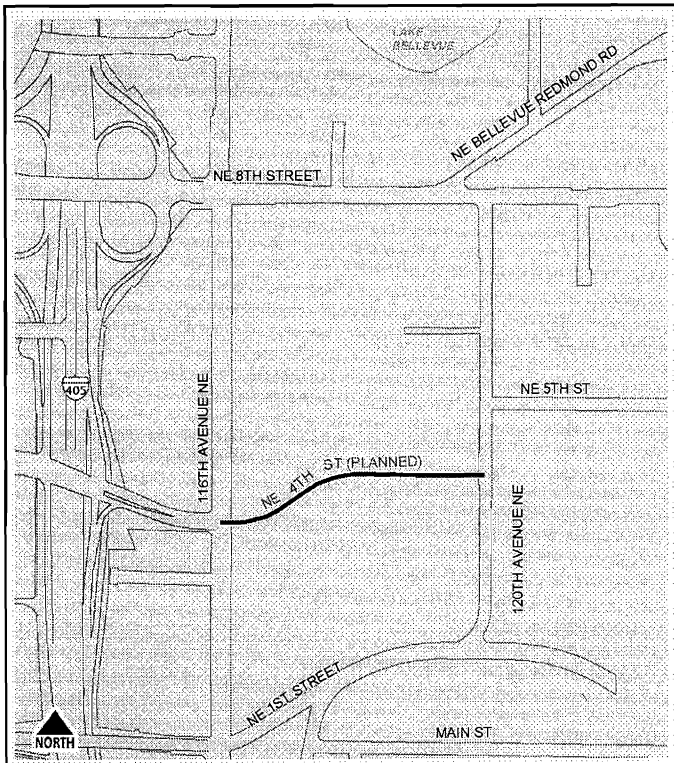 LAKE
BELLEVUE
NE BELLEVUE REDMOND RD
NE 8TH STREET
405
116TH AVENUE NE
NE 5TH ST
NE 4TH ST (PLANNED)
120TH AVENUE NE
NE 1ST STREET
MAIN ST
NORTH